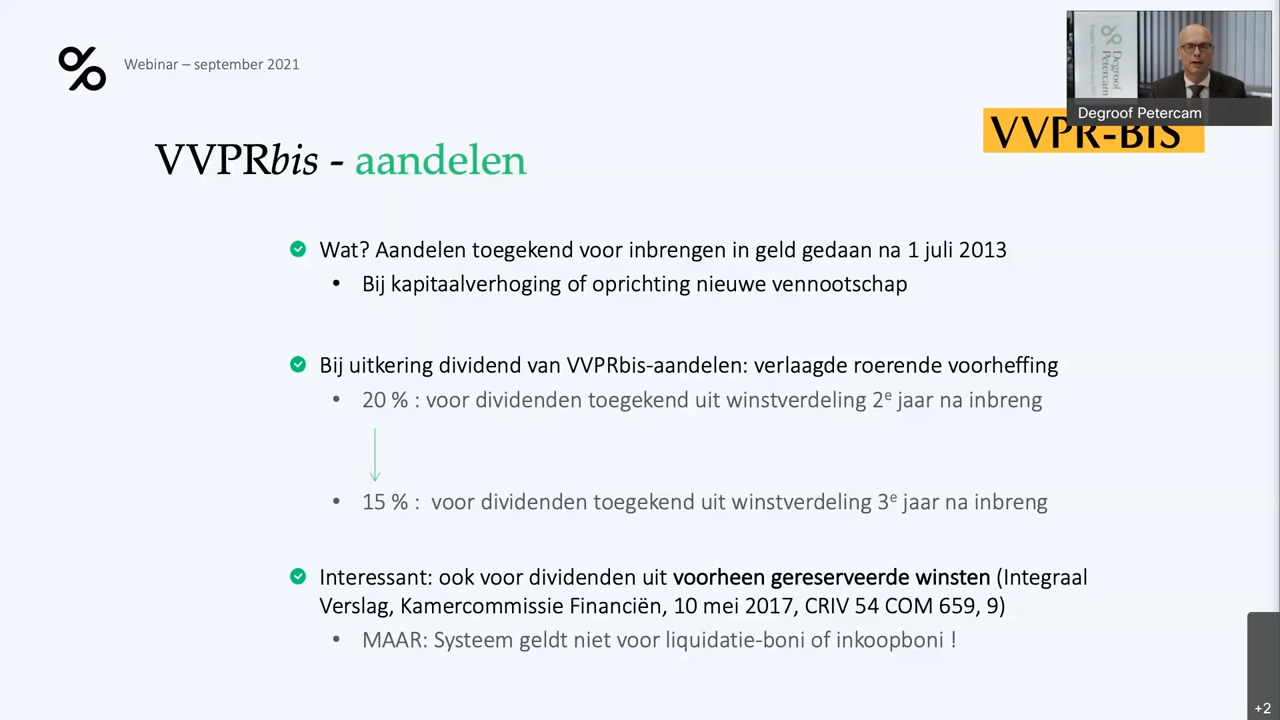 Webinar – september 2021
Degroof
Petercam
Degroof Petercam
VVPR-BIS
VVPRbis - aandelen
Wat? Aandelen toegekend voor inbrengen in geld gedaan na 1 juli 2013
• Bij kapitaalverhoging of oprichting nieuwe vennootschap
Bij uitkering dividend van VVPRbis-aandelen: verlaagde roerende voorheffing
• 20 % : voor dividenden toegekend uit winstverdeling 2e jaar na inbreng
• 15 % : voor dividenden toegekend uit winstverdeling 3e jaar na inbreng
Interessant: ook voor dividenden uit voorheen gereserveerde winsten (Integraal
Verslag, Kamercommissie Financiën, 10 mei 2017, CRIV 54 COM 659, 9)
• MAAR: Systeem geldt niet voor liquidatie-boni of inkoopboni !
+2